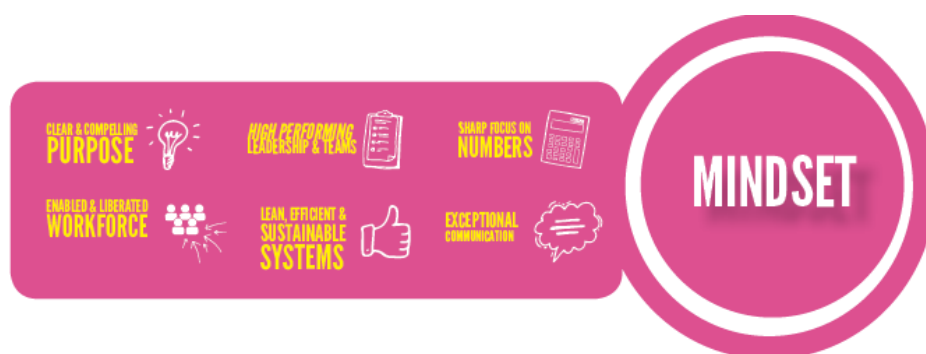 CLEAR & COMPELLING
PURPOSE
HIGH PERFORMING
LEADERSHIP & TEAMS
SHARP FOCUS ON
NUMBERS
ENABLED & LIBERATED
WORKFORCE
LEAN, EFFICIENT &
SUSTAINABLE
SYSTEMS
EXCEPTIONAL
COMMUNICATION
MINDSET